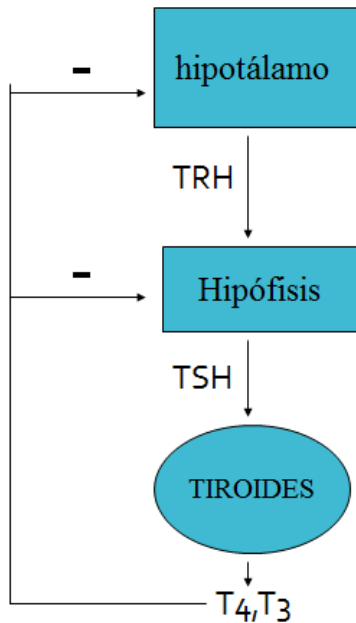 -
hipotálamo
TRH
-
Hipófisis
TSH
TIROIDES
T4,T3